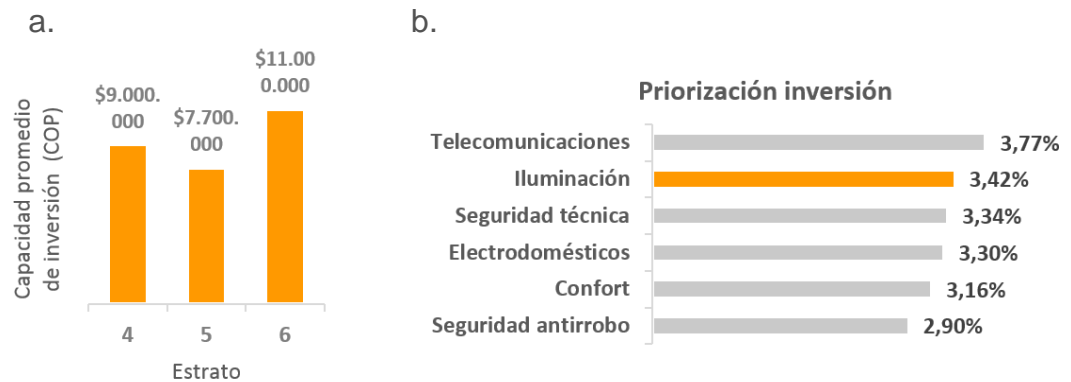 a.
Capacidad promedio
de inversión (COP)
$9.000.
000
$7.700.
000
$11.00
0.000
4
5
6
Estrato
b.
Priorización inversión
Telecomunicaciones
3,77%
Iluminación
3,42%
Seguridad técnica
3,34%
Electrodomésticos
3,30%
Confort
3,16%
Seguridad antirrobo
2,90%